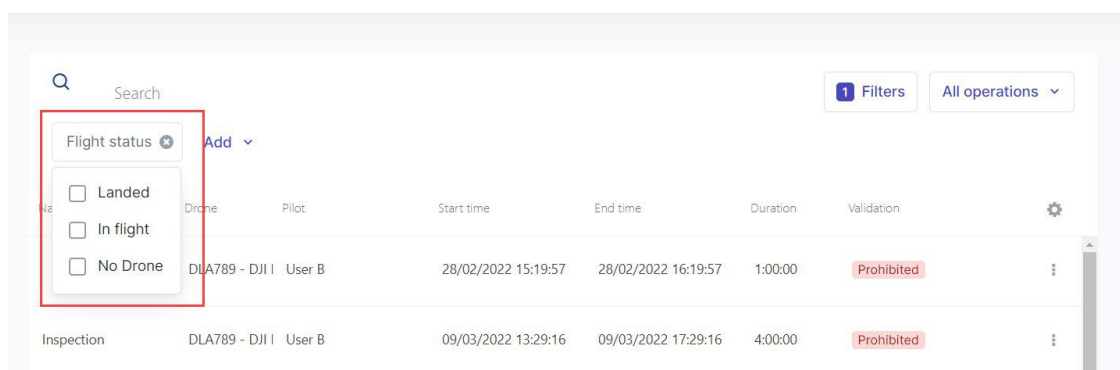 Search
1 Filters
All operations
Flight status
Add
Landed
In flight
No Drone
Drone Pilot Start time End time Duration Validation
DLA789 - DJI User B 28/02/2022 15:19:57 28/02/2022 16:19:57 1:00:00 Prohibited
Inspection DLA789 - DJI User B 09/03/2022 13:29:16 09/03/2022 17:29:16 4:00:00 Prohibited